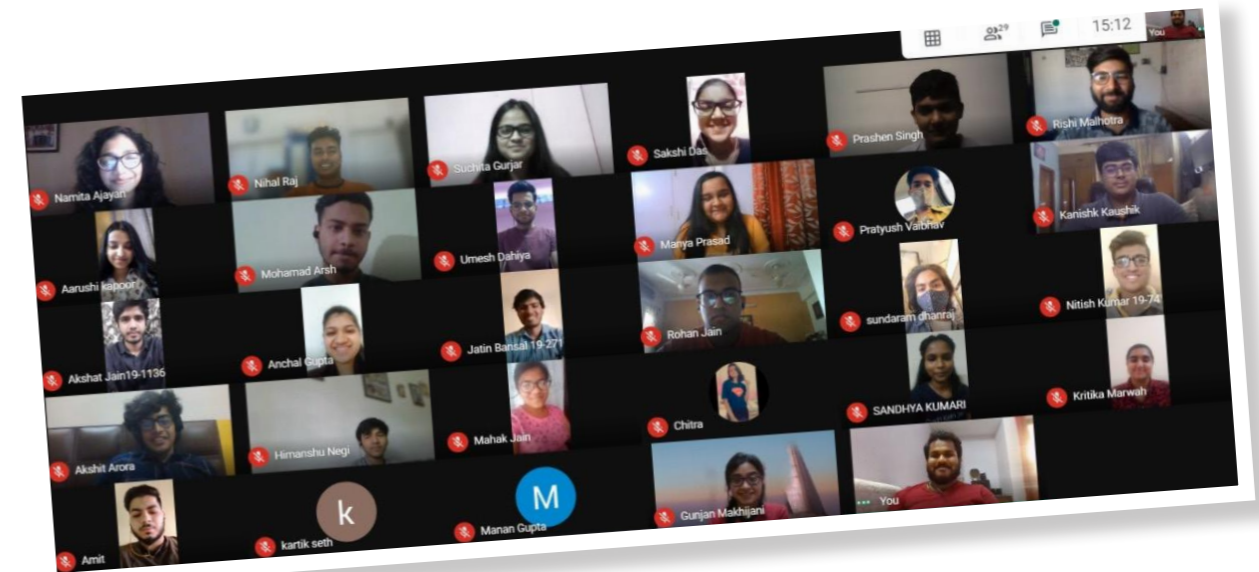 29
15:12
You
Namita Ajayan
Nihal Raj
Suchita Gurjar
Sakshi Das
Prashen Singh
Rishi Malhotra
Aarushi kapoor
Mohamad Arsh
Umesh Dahiya
Manya Prasad
Pratyush Vaibhav
Kanishk Kaushik
Akshat Jain19-1136
Anchal Gupta
Jatin Bansal 19-271
Rohan Jain
sundaram dhanraj
Nitish Kumar 19-74
Akshit Arora
Himanshu Negi
Mahak Jain
Chitra
SANDHYA KUMARI
Kritika Marwah
Amit
k
kartik seth
M
Manan Gupta
Gunjan Makhijani
You